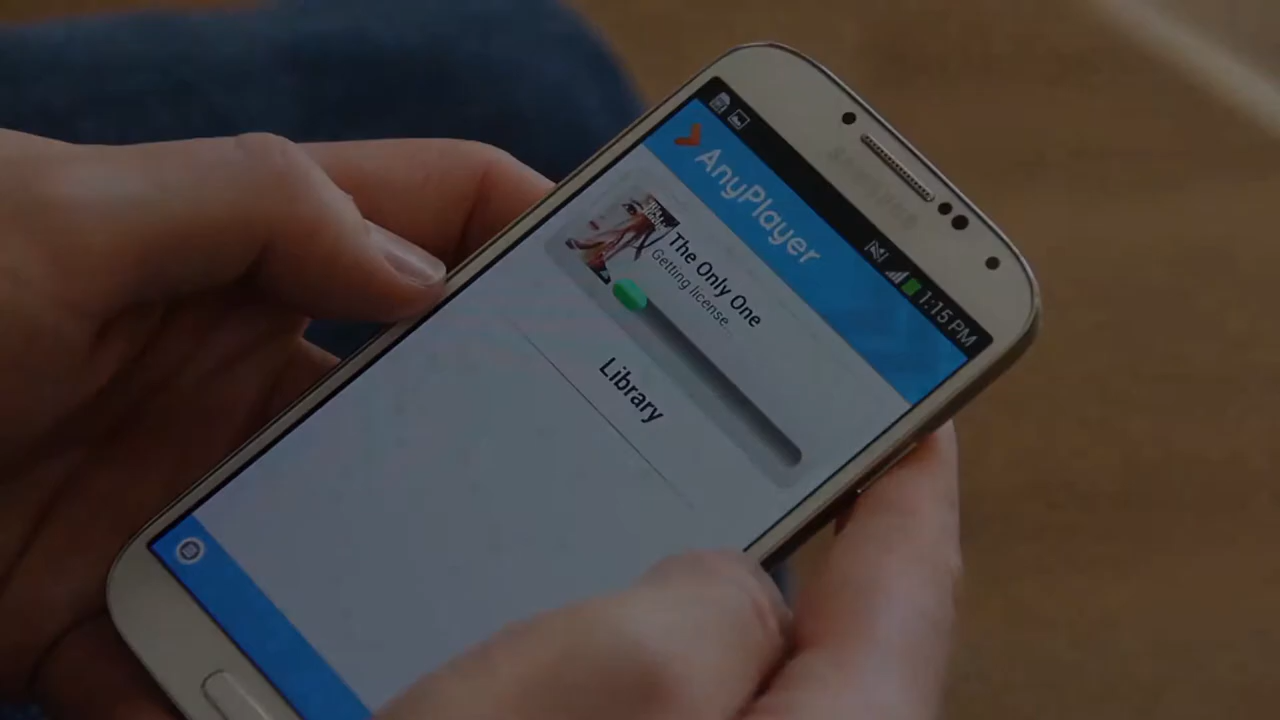 1:15 PM
AnyPlayer
The Only One
Getting license...
Library